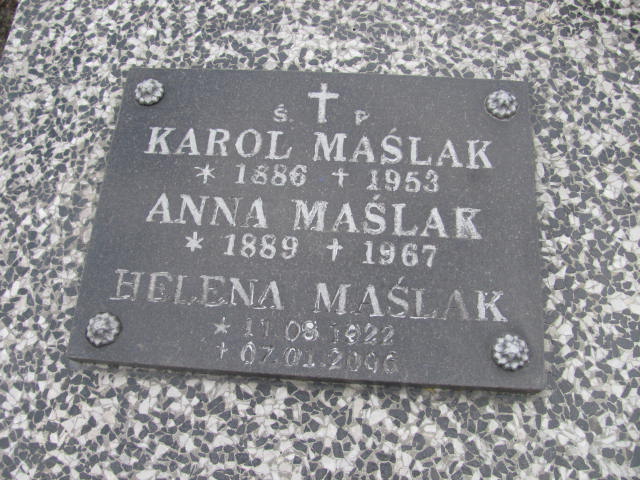 Ś. † P.
KAROL MAŚLAK
* 1886 † 1953
ANNA MAŚLAK
* 1889 † 1967
HELENA MAŚLAK
* 11.08.1922
† 07.01.2006